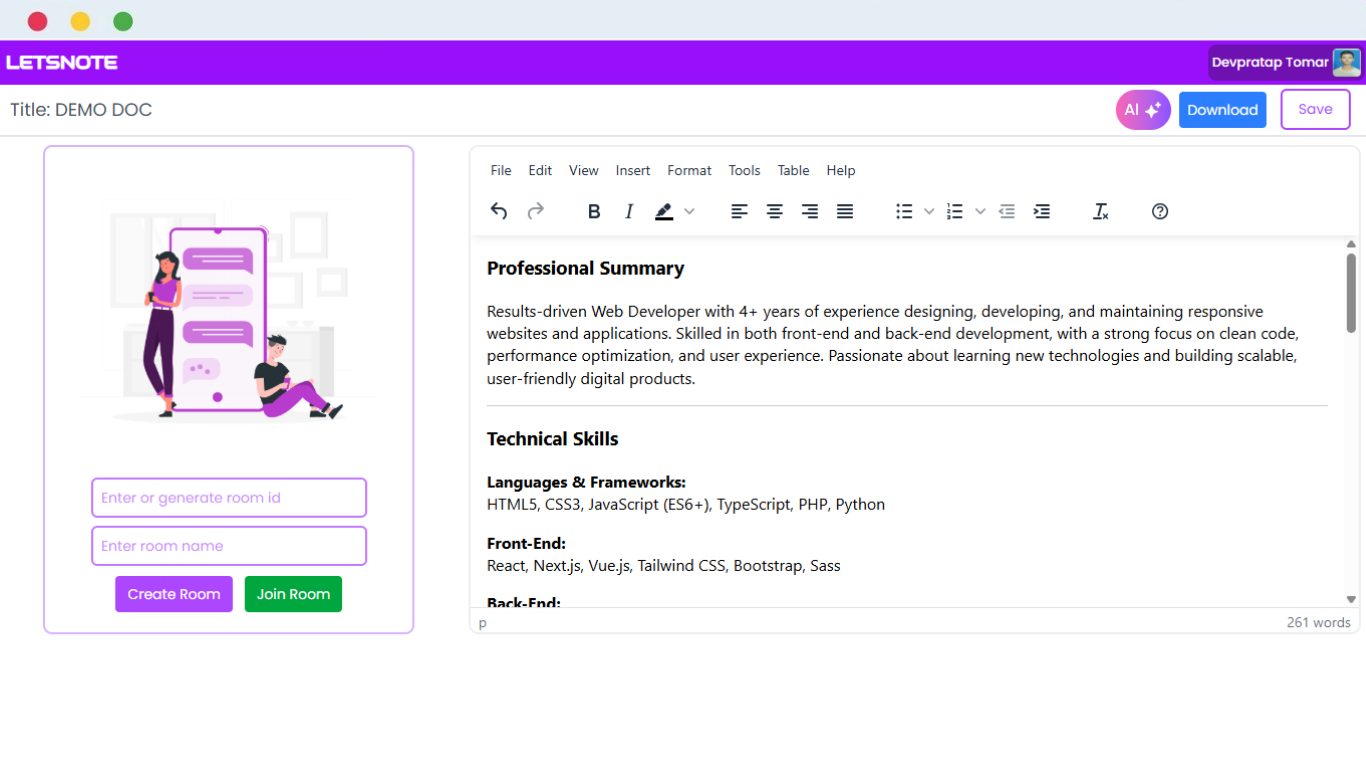 LETSNOTE
Devpratap Tomar
Title: DEMO DOC
AI
Download
Save
Enter or generate room id
Enter room name
Create Room
Join Room
File Edit View Insert Format Tools Table Help
Professional Summary
Results-driven Web Developer with 4+ years of experience designing, developing, and maintaining responsive
websites and applications. Skilled in both front-end and back-end development, with a strong focus on clean code,
performance optimization, and user experience. Passionate about learning new technologies and building scalable,
user-friendly digital products.
Technical Skills
Languages & Frameworks:
HTML5, CSS3, JavaScript (ES6+), TypeScript, PHP, Python
Front-End:
React, Next.js, Vue.js, Tailwind CSS, Bootstrap, Sass
Back-End:
p
261 words